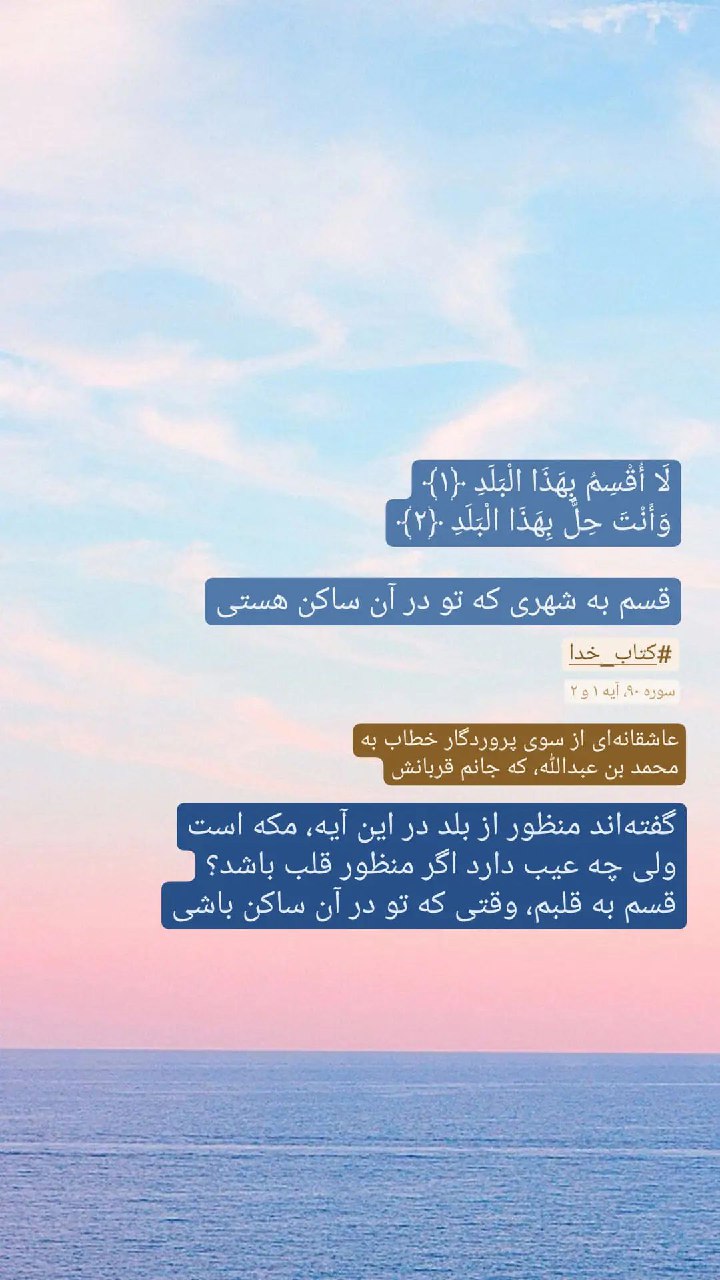 لَا أُقْسِمُ بِهَذَا الْبَلَدِ ﴿١﴾
وَأَنْتَ حِلٌّ بِهَذَا الْبَلَدِ ﴿٢﴾
قسم به شهری که تو در آن ساکن هستی
#کتاب_خدا
سوره ۹۰، آیه ۱ و ۲
عاشقانه‌ای از سوی پروردگار خطاب به
محمد بن عبدالله، که جانم قربانش
گفته‌اند منظور از بلد در این آیه، مکه است
ولی چه عیب دارد اگر منظور قلب باشد؟
قسم به قلبم، وقتی که تو در آن ساکن باشی